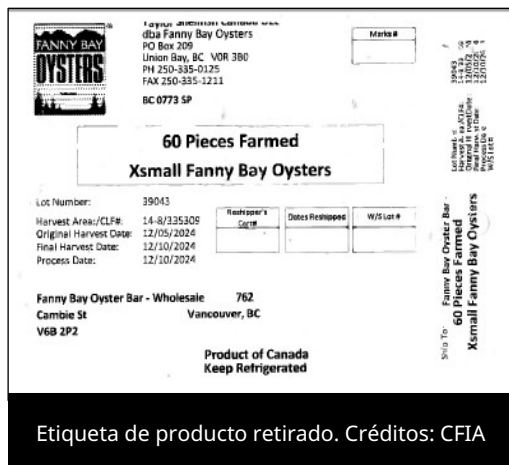 FANNY BAY
OYSTERS
dba Fanny Bay Oysters
PO Box 209
Union Bay, BC V0R 3B0
PH 250-335-0125
FAX 250-335-1211
BC 0773 SP
Marks #
60 Pieces Farmed
Xsmall Fanny Bay Oysters
Lot Number: 39043
Harvest Area:/CLF#: 14-8/335309
Original Harvest Date: 12/05/2024
Final Harvest Date: 12/10/2024
Process Date: 12/10/2024
Reshipper's
Cert#
Dates Reshipped
W/S Lot #
Fanny Bay Oyster Bar - Wholesale 762
Cambie St Vancouver, BC
V6B 2P2
Product of Canada
Keep Refrigerated
39043
W/S Lot#
Ship To: Fanny Bay Oyster Bar -
60 Pieces Farmed
Xsmall Fanny Bay Oysters
Etiqueta de producto retirado. Créditos: CFIA